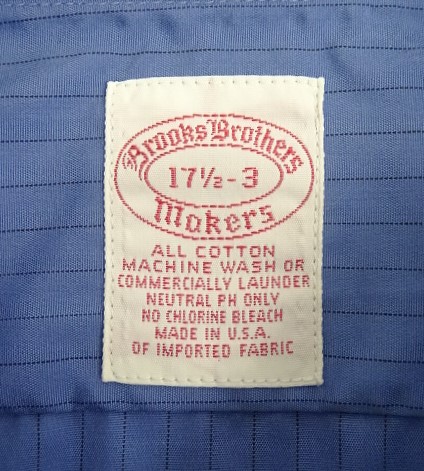 Brooks Brothers
17½-3
Makers
ALL COTTON
MACHINE WASH OR
COMMERCIALLY LAUNDER
NEUTRAL PH ONLY
NO CHLORINE BLEACH
MADE IN U.S.A.
OF IMPORTED FABRIC